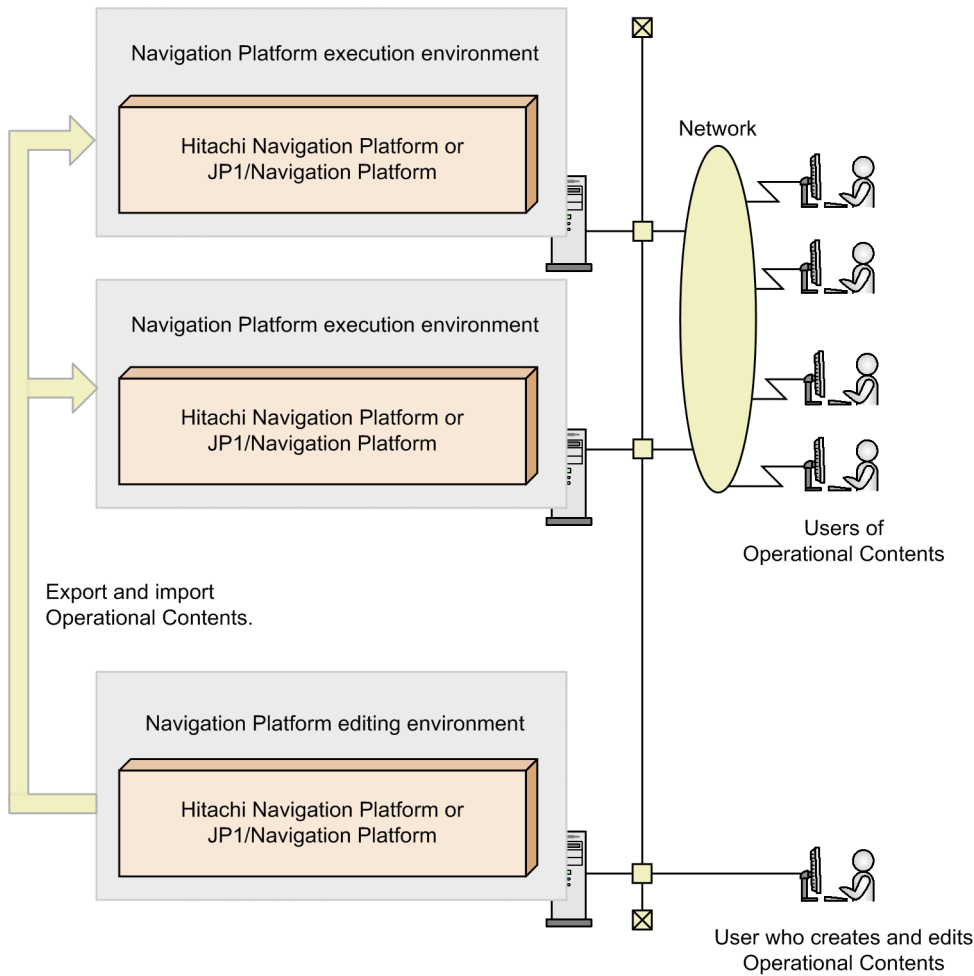 Navigation Platform execution environment
Hitachi Navigation Platform or
JP1/Navigation Platform
Network
Navigation Platform execution environment
Hitachi Navigation Platform or
JP1/Navigation Platform
Users of
Operational Contents
Export and import
Operational Contents.
Navigation Platform editing environment
Hitachi Navigation Platform or
JP1/Navigation Platform
User who creates and edits
Operational Contents